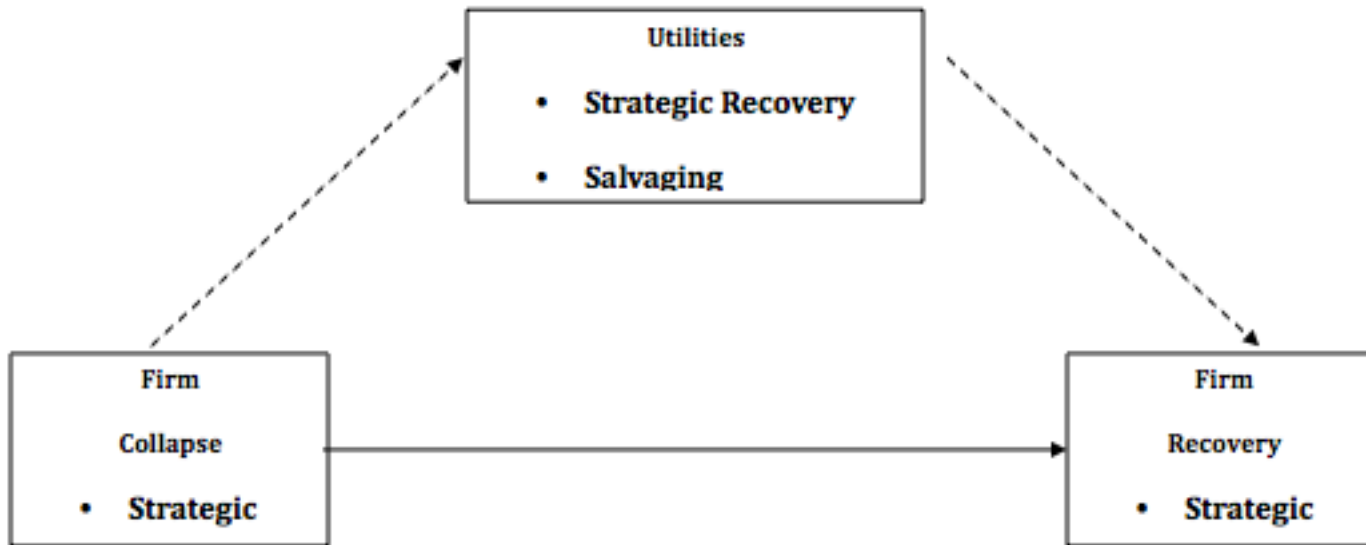 Utilities
• Strategic Recovery
• Salvaging
Firm
Collapse
• Strategic
Firm
Recovery
• Strategic